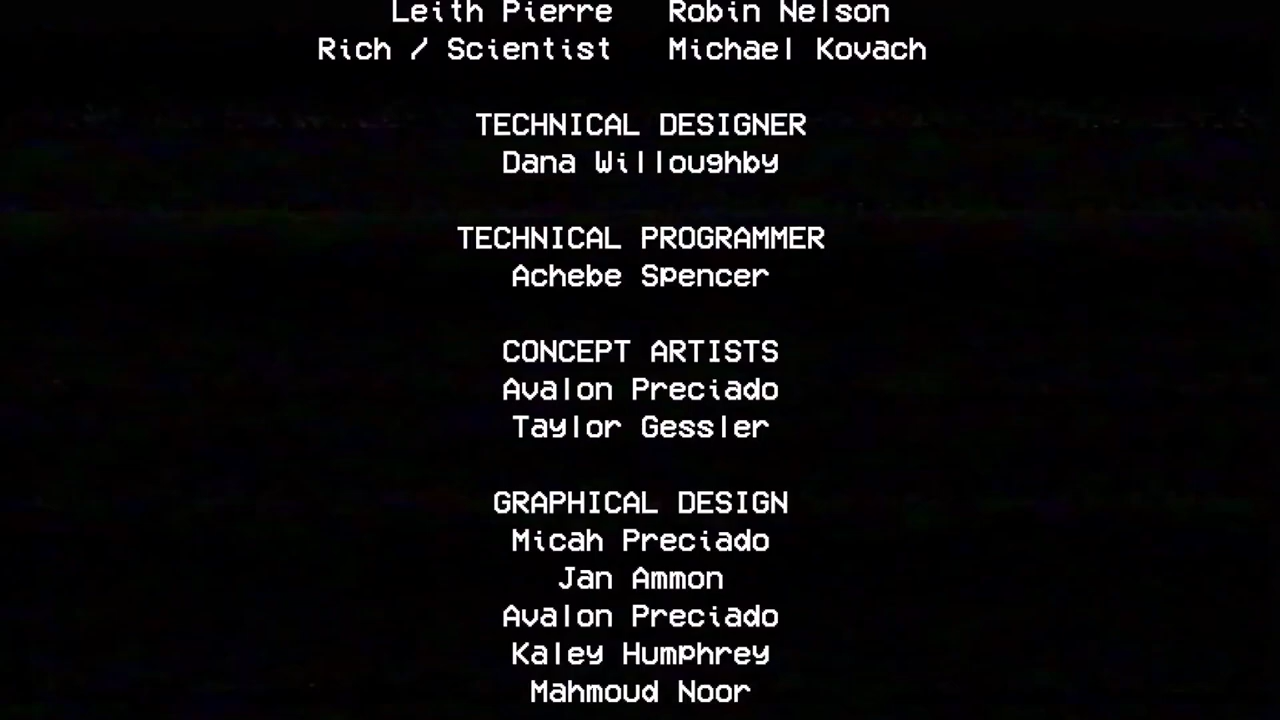 Leith Pierre Robin Nelson
Rich / Scientist Michael Kovach
TECHNICAL DESIGNER
Dana Willoughby
TECHNICAL PROGRAMMER
Achebe Spencer
CONCEPT ARTISTS
Avalon Preciado
Taylor Gessler
GRAPHICAL DESIGN
Micah Preciado
Jan Ammon
Avalon Preciado
Kaley Humphrey
Mahmoud Noor